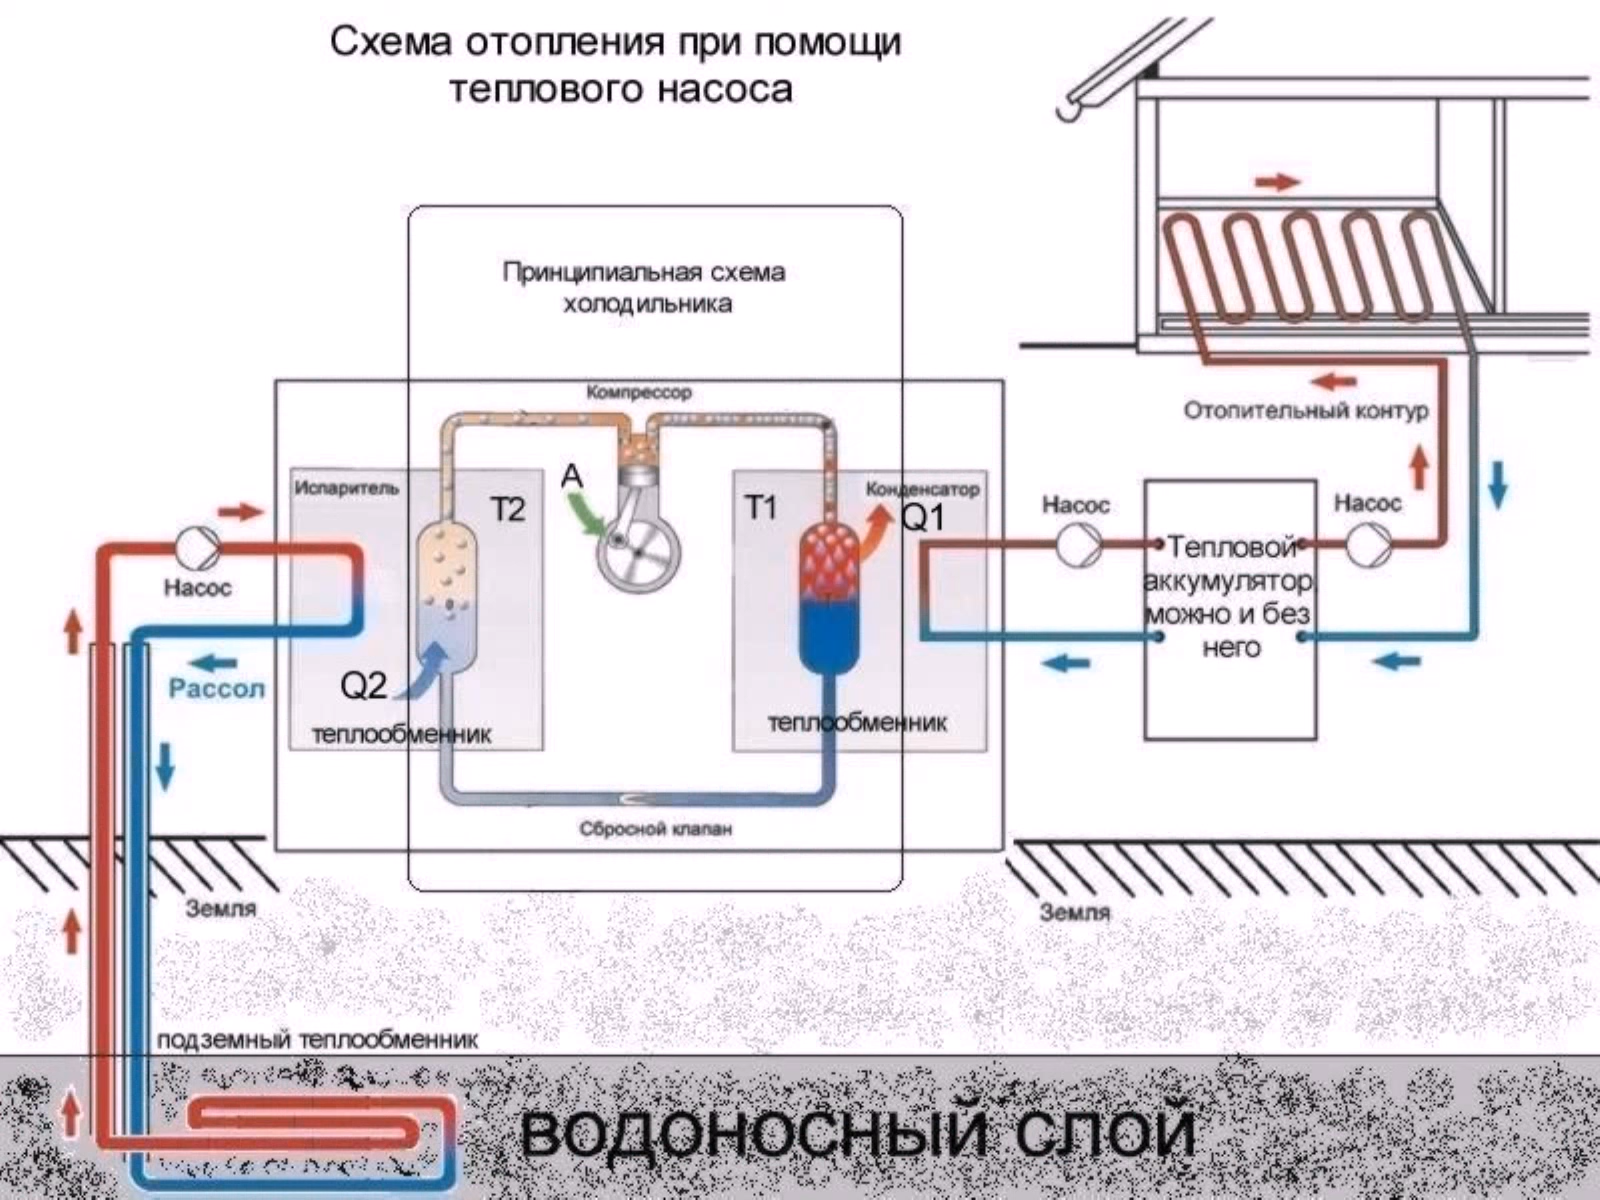 Схема отопления при помощи
теплового насоса
Принципиальная схема
холодильника
Компрессор
Испаритель
T2
A
T1
Конденсатор
Q1
Насос
Q2
теплообменник
теплообменник
Сбросной клапан
Рассол
Отопительный контур
Насос
Насос
Тепловой
аккумулятор
можно и без
него
Земля
Земля
подземный теплообменник
водоносный слой